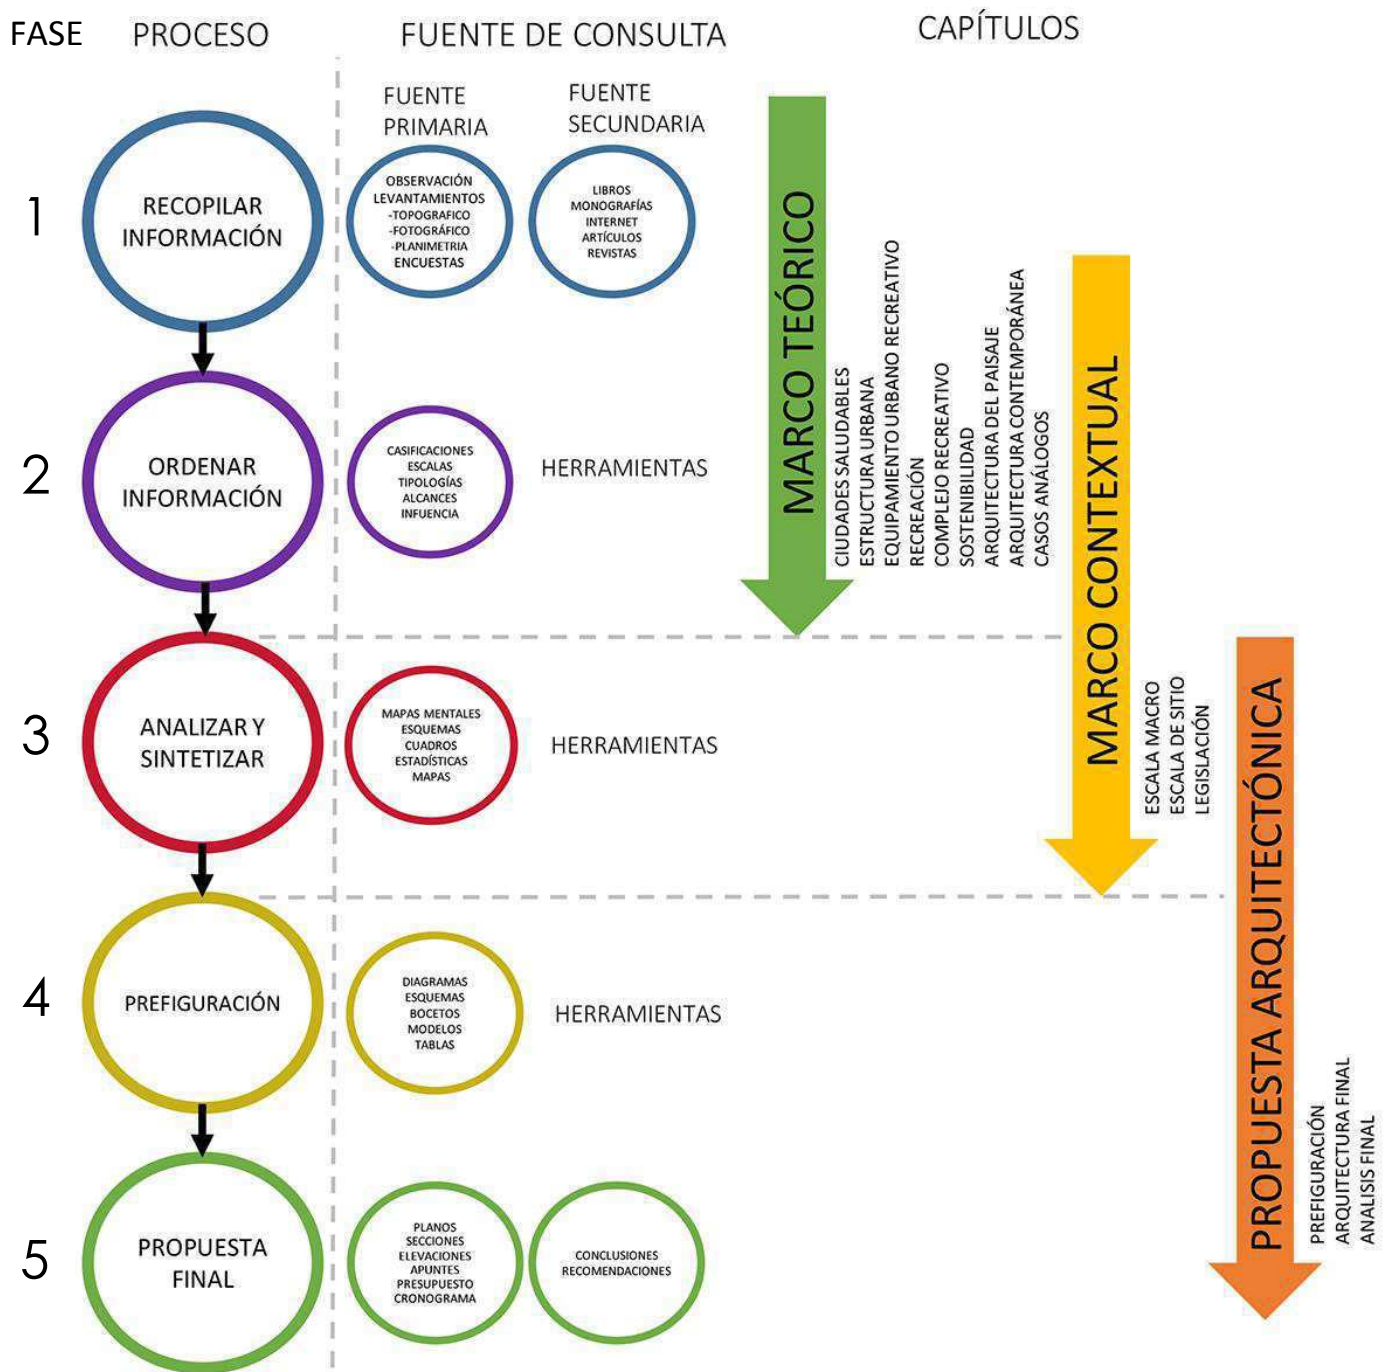 FASE
PROCESO
FUENTE DE CONSULTA
CAPÍTULOS
FUENTE
PRIMARIA
FUENTE
SECUNDARIA
1
RECOPILAR
INFORMACIÓN
OBSERVACIÓN
LEVANTAMIENTOS
-TOPOGRAFICO
-FOTOGRÁFICO
-PLANIMETRIA
ENCUESTAS
LIBROS
MONOGRAFÍAS
INTERNET
ARTÍCULOS
REVISTAS
2
ORDENAR
INFORMACIÓN
CASIFICACIONES
ESCALAS
TIPOLOGÍAS
ALCANCES
INFUENCIA
HERRAMIENTAS
3
ANALIZAR Y
SINTETIZAR
MAPAS MENTALES
ESQUEMAS
CUADROS
ESTADÍSTICAS
MAPAS
HERRAMIENTAS
4
PREFIGURACIÓN
DIAGRAMAS
ESQUEMAS
BOCETOS
MODELOS
TABLAS
HERRAMIENTAS
5
PROPUESTA
FINAL
PLANOS
SECCIONES
ELEVACIONES
APUNTES
PRESUPUESTO
CRONOGRAMA
CONCLUSIONES
RECOMENDACIONES
MARCO TEÓRICO
CIUDADES SALUDABLES
ESTRUCTURA URBANA
EQUIPAMIENTO URBANO RECREATIVO
RECREACIÓN
COMPLEJO RECREATIVO
SOSTENIBILIDAD
ARQUITECTURA DEL PAISAJE
ARQUITECTURA CONTEMPORÁNEA
CASOS ANÁLOGOS
MARCO CONTEXTUAL
ESCALA MACRO
ESCALA DE SITIO
LEGISLACIÓN
PROPUESTA ARQUITECTÓNICA
PREFIGURACIÓN
ARQUITECTURA FINAL
ANALISIS FINAL